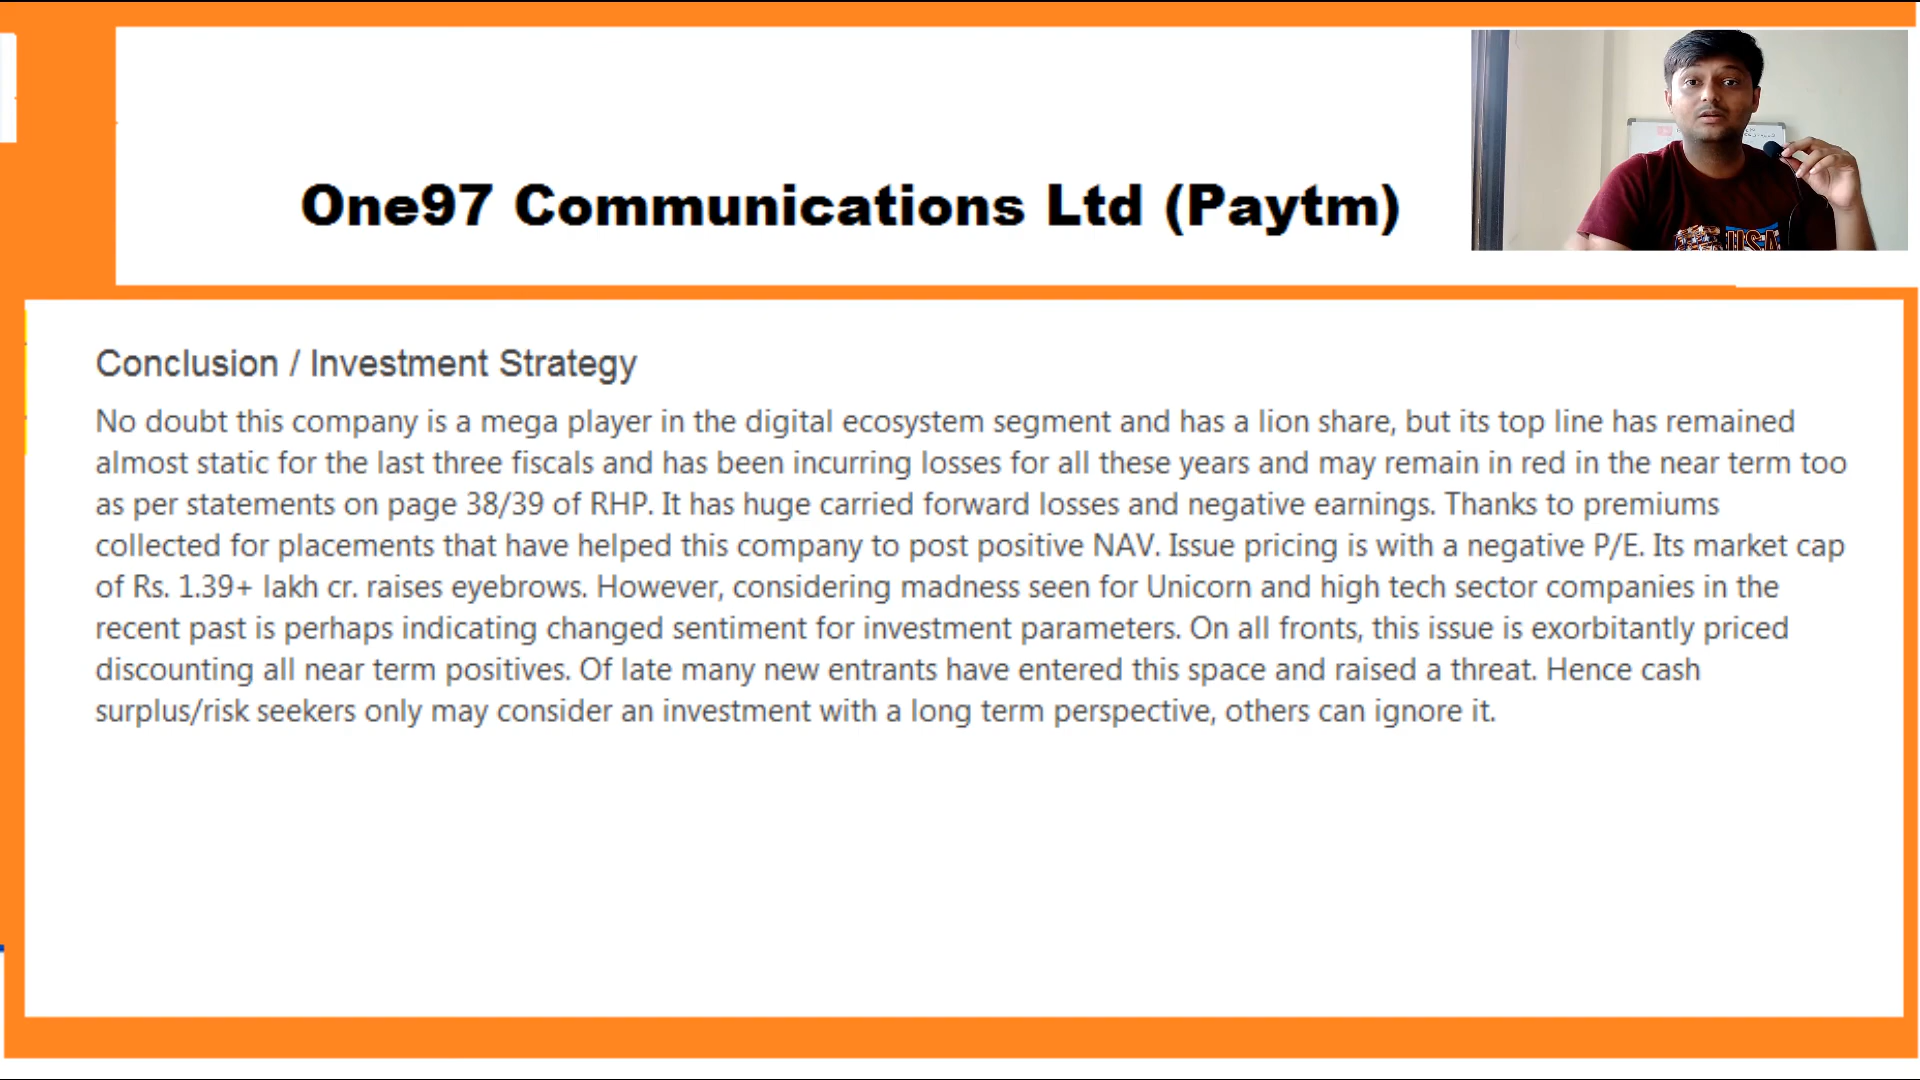 One97 Communications Ltd (Paytm)
Conclusion / Investment Strategy
No doubt this company is a mega player in the digital ecosystem segment and has a lion share, but its top line has remained
almost static for the last three fiscals and has been incurring losses for all these years and may remain in red in the near term too
as per statements on page 38/39 of RHP. It has huge carried forward losses and negative earnings. Thanks to premiums
collected for placements that have helped this company to post positive NAV. Issue pricing is with a negative P/E. Its market cap
of Rs. 1.39+ lakh cr. raises eyebrows. However, considering madness seen for Unicorn and high tech sector companies in the
recent past is perhaps indicating changed sentiment for investment parameters. On all fronts, this issue is exorbitantly priced
discounting all near term positives. Of late many new entrants have entered this space and raised a threat. Hence cash
surplus/risk seekers only may consider an investment with a long term perspective, others can ignore it.